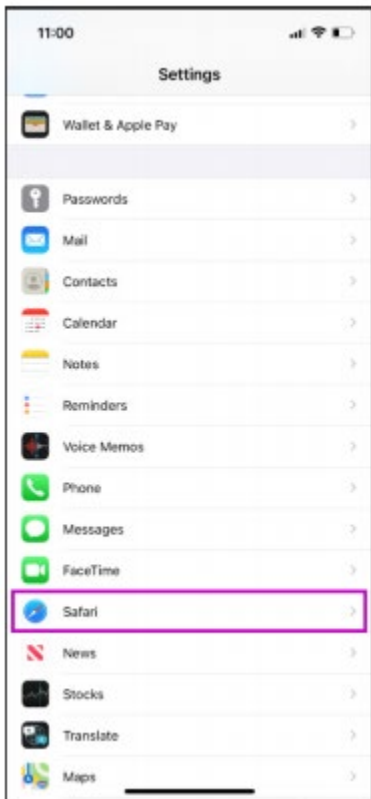 11:00
Settings
Wallet & Apple Pay
Passwords
Mail
Contacts
Calendar
Notes
Reminders
Voice Memos
Phone
Messages
FaceTime
Safari
News
Stocks
Translate
Maps